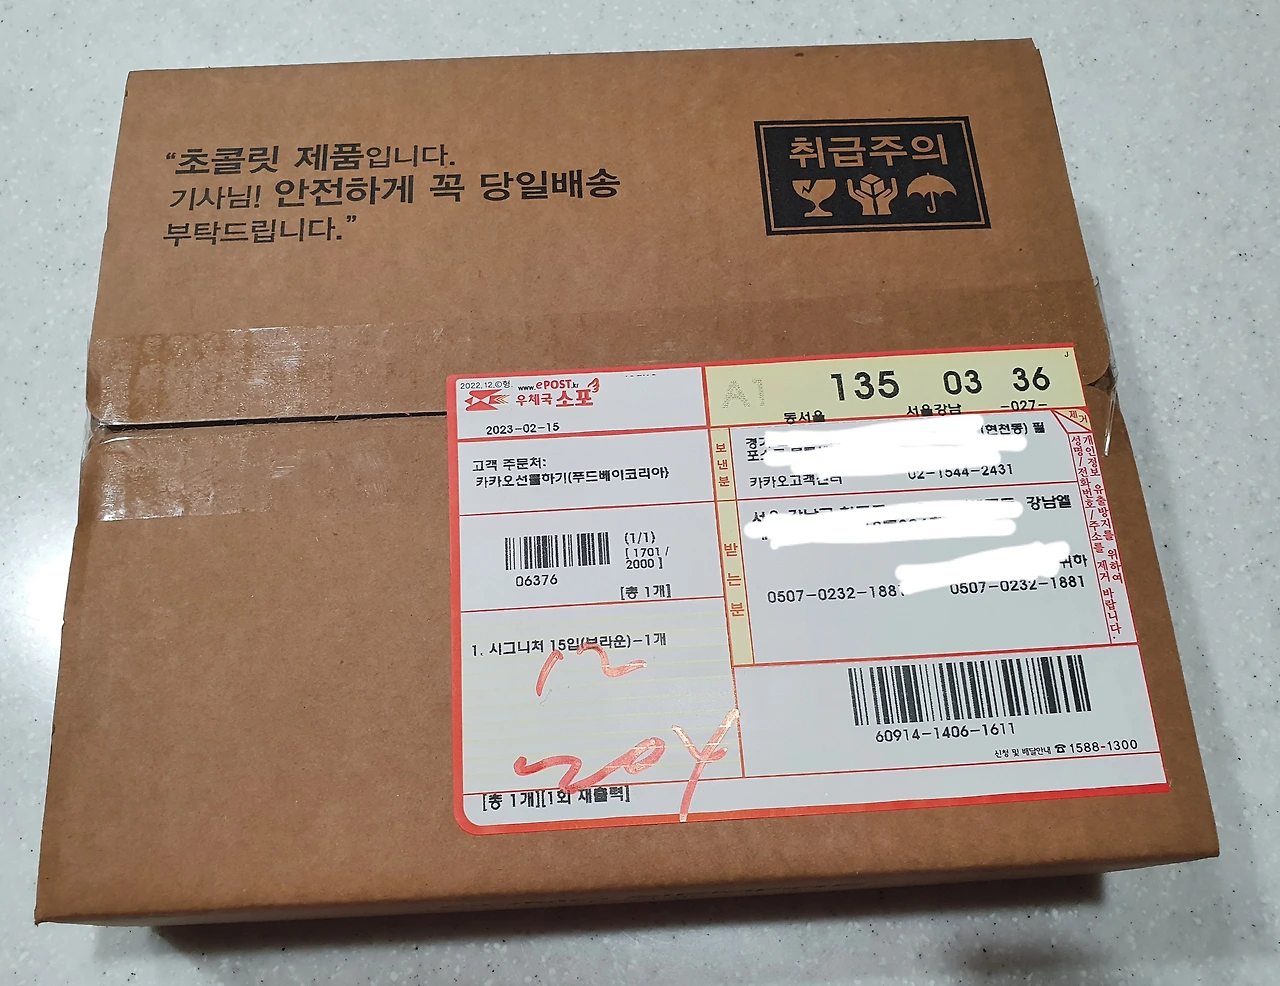 “초콜릿 제품입니다.
기사님! 안전하게 꼭 당일배송
부탁드립니다.”
취급주의
2022.12.ⓒ형.
www.ePOST.kr
우체국 소포
2023-02-15
A1
135 03 36
동서울 서울강남 -027-
J
제거
고객 주문처:
카카오선물하기(푸드베이코리아)
(1/1)
[ 1701 /
2000 ]
06376
[총 1개]
1. 시그니처 15입(브라운)-1개
12
204
[총 1개][1회 재출력]
보낸분
(현천동) 필
02-1544-2431
받는분
강남엘
0507-0232-1881 0507-0232-1881
개인정보 유출방지를 위하여
성명/전화번호/주소를 제거 바랍니다.
60914-1406-1611
신청 및 배달안내 ☎1588-1300